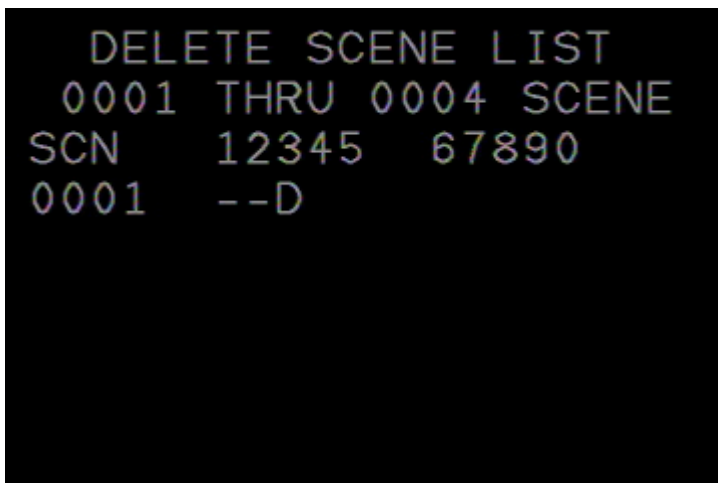 DELETE SCENE LIST
0001 THRU 0004 SCENE
SCN 12345 67890
0001 --D